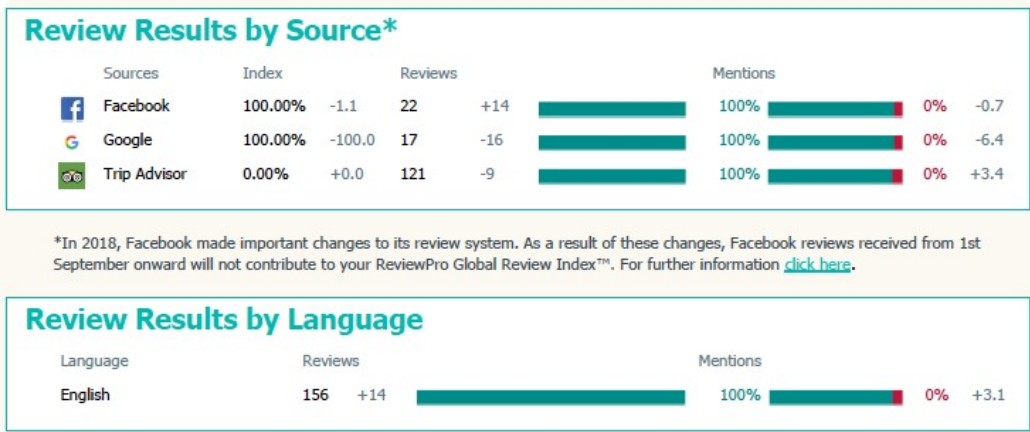 Review Results by Source*
Sources Index Reviews Mentions
Facebook 100.00% -1.1 22 +14 100% 0% -0.7
Google 100.00% -100.0 17 -16 100% 0% -6.4
Trip Advisor 0.00% +0.0 121 -9 100% 0% +3.4
*In 2018, Facebook made important changes to its review system. As a result of these changes, Facebook reviews received from 1st
September onward will not contribute to your ReviewPro Global Review Index™. For further information click here.
Review Results by Language
Language Reviews Mentions
English 156 +14 100% 0% +3.1